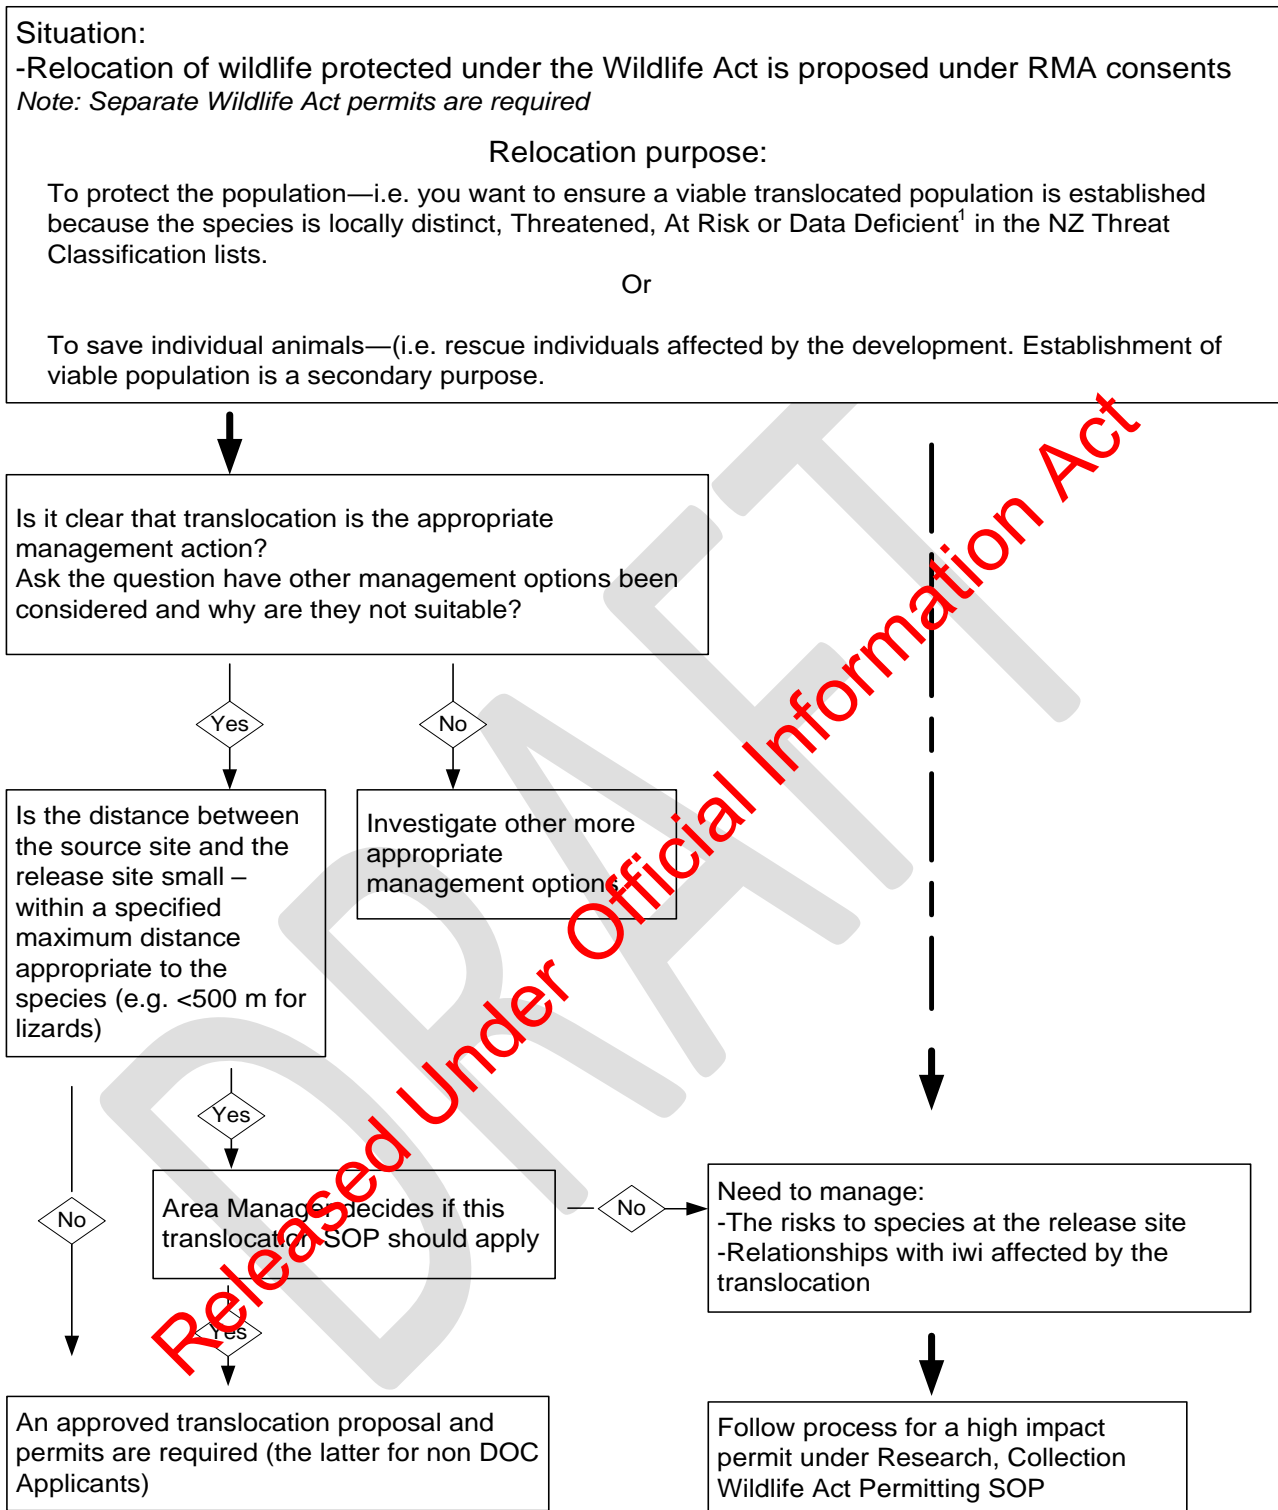 Situation:
-Relocation of wildlife protected under the Wildlife Act is proposed under RMA consents
Note: Separate Wildlife Act permits are required
Relocation purpose:
To protect the population—i.e. you want to ensure a viable translocated population is established
because the species is locally distinct, Threatened, At Risk or Data Deficient1 in the NZ Threat
Classification lists.
Or
To save individual animals—(i.e. rescue individuals affected by the development. Establishment of
viable population is a secondary purpose.
Is it clear that translocation is the appropriate
management action?
Ask the question have other management options been
considered and why are they not suitable?
Yes
No
Is the distance between
the source site and the
release site small –
within a specified
maximum distance
appropriate to the
species (e.g. <500 m for
lizards)
Investigate other more
appropriate
management options
Yes
No
Area Manager decides if this
translocation SOP should apply
No
Need to manage:
-The risks to species at the release site
-Relationships with iwi affected by the
translocation
Yes
An approved translocation proposal and
permits are required (the latter for non DOC
Applicants)
Follow process for a high impact
permit under Research, Collection
Wildlife Act Permitting SOP
DRAFT
Released Under Official Information Act